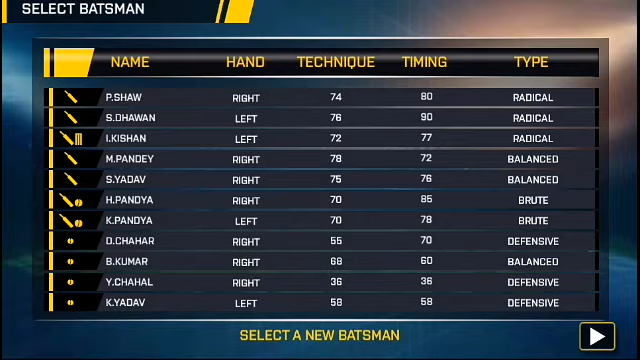 SELECT BATSMAN
NAME HAND TECHNIQUE TIMING TYPE
P.SHAW RIGHT 74 80 RADICAL
S.DHAWAN LEFT 76 90 RADICAL
I.KISHAN LEFT 72 77 RADICAL
M.PANDEY RIGHT 78 72 BALANCED
S.YADAV RIGHT 75 76 BALANCED
H.PANDYA RIGHT 70 85 BRUTE
K.PANDYA LEFT 70 78 BRUTE
D.CHAHAR RIGHT 55 70 DEFENSIVE
B.KUMAR RIGHT 68 60 BALANCED
Y.CHAHAL RIGHT 36 36 DEFENSIVE
K.YADAV LEFT 58 58 DEFENSIVE
SELECT A NEW BATSMAN